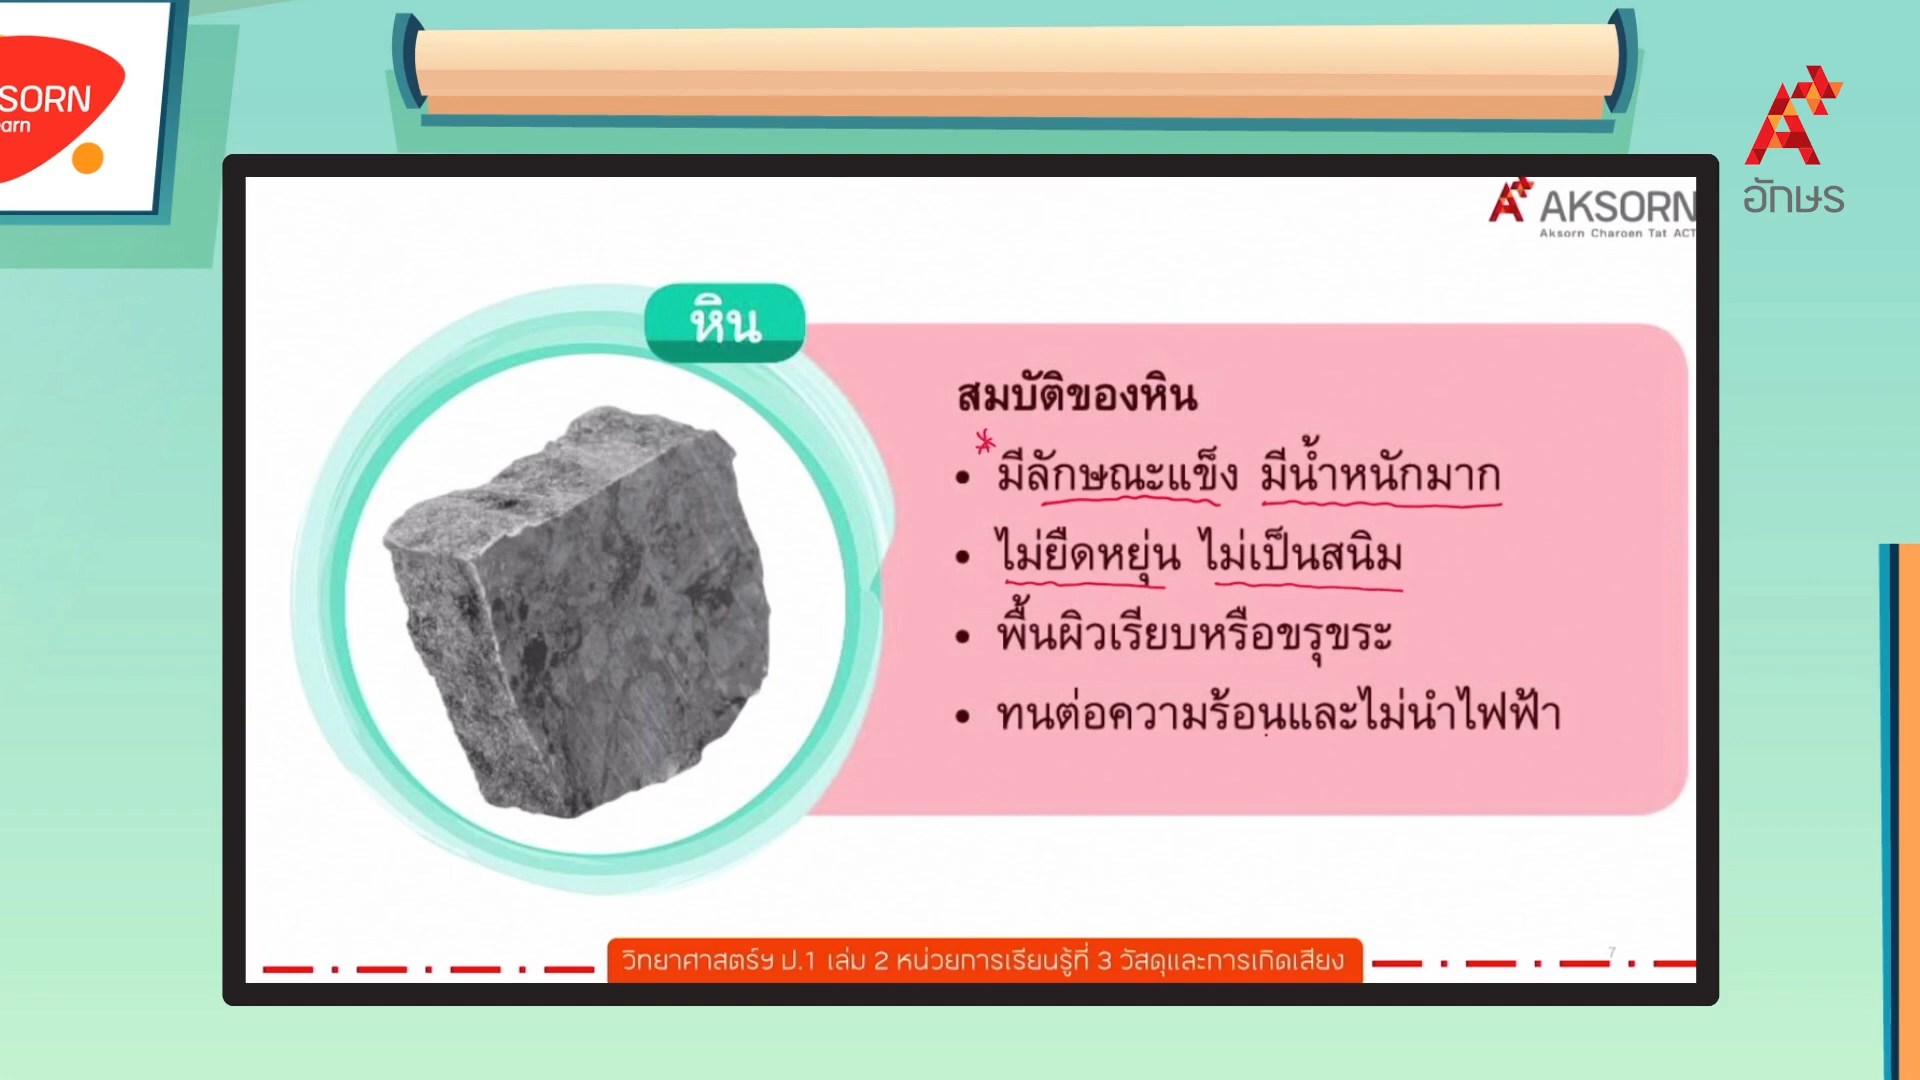 SORN
arn
อักษร
AKSORN
Aksorn Charoen Tat ACT
หิน
สมบัติของหิน
* 
• มีลักษณะแข็ง มีน้ำหนักมาก
• ไม่ยืดหยุ่น ไม่เป็นสนิม
• พื้นผิวเรียบหรือขรุขระ
• ทนต่อความร้อนและไม่นำไฟฟ้า
วิทยาศาสตร์ฯ ป.1 เล่ม 2 หน่วยการเรียนรู้ที่ 3 วัสดุและการเกิดเสียง
7